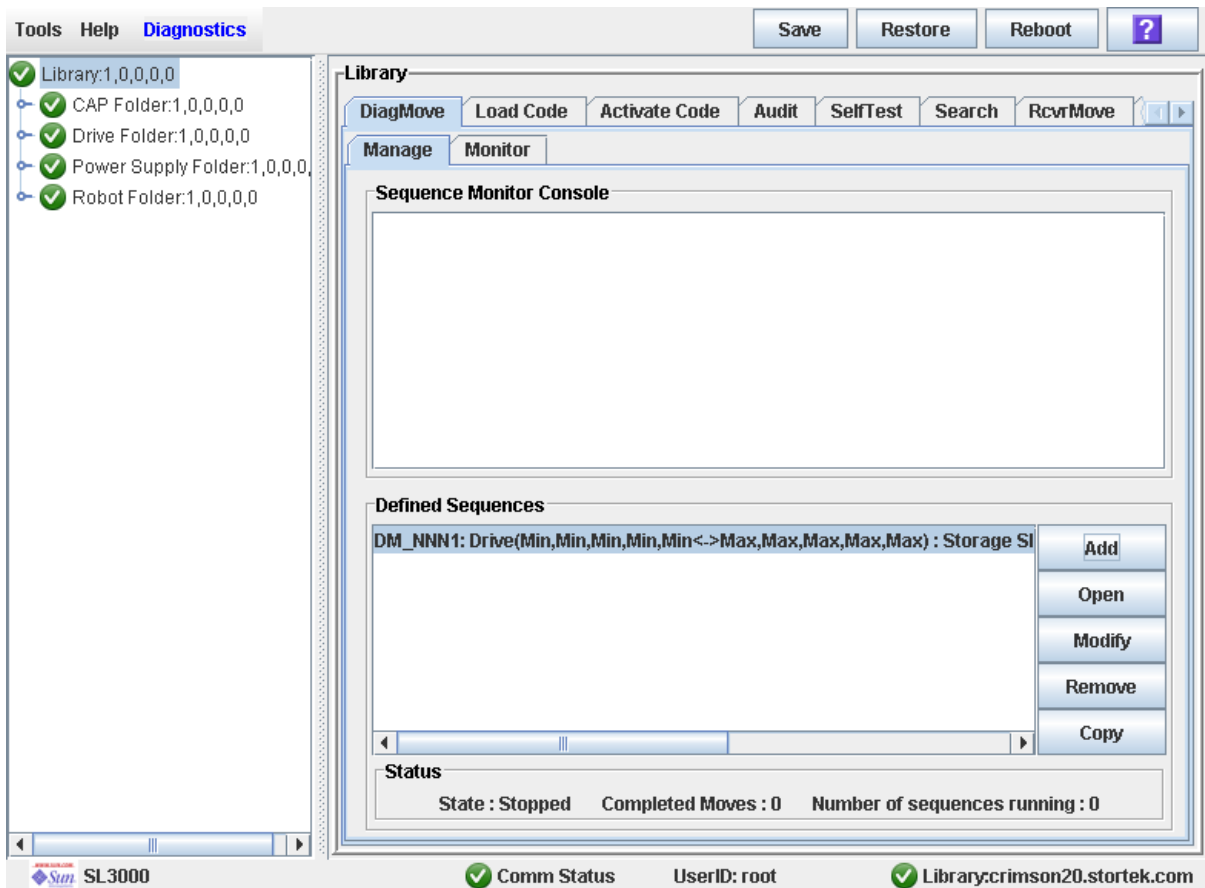 Tools Help Diagnostics Save Restore Reboot ?
Library:1,0,0,0,0
CAP Folder:1,0,0,0,0
Drive Folder:1,0,0,0,0
Power Supply Folder:1,0,0,0,
Robot Folder:1,0,0,0,0
Library
DiagMove Load Code Activate Code Audit SelfTest Search RcvrMove
Manage Monitor
Sequence Monitor Console
Defined Sequences
DM_NNN1: Drive(Min,Min,Min,Min,Min<->Max,Max,Max,Max,Max) : Storage Sl
Add
Open
Modify
Remove
Copy
Status
State : Stopped Completed Moves : 0 Number of sequences running : 0
Sun SL3000 Comm Status UserID: root Library:crimson20.stortek.com